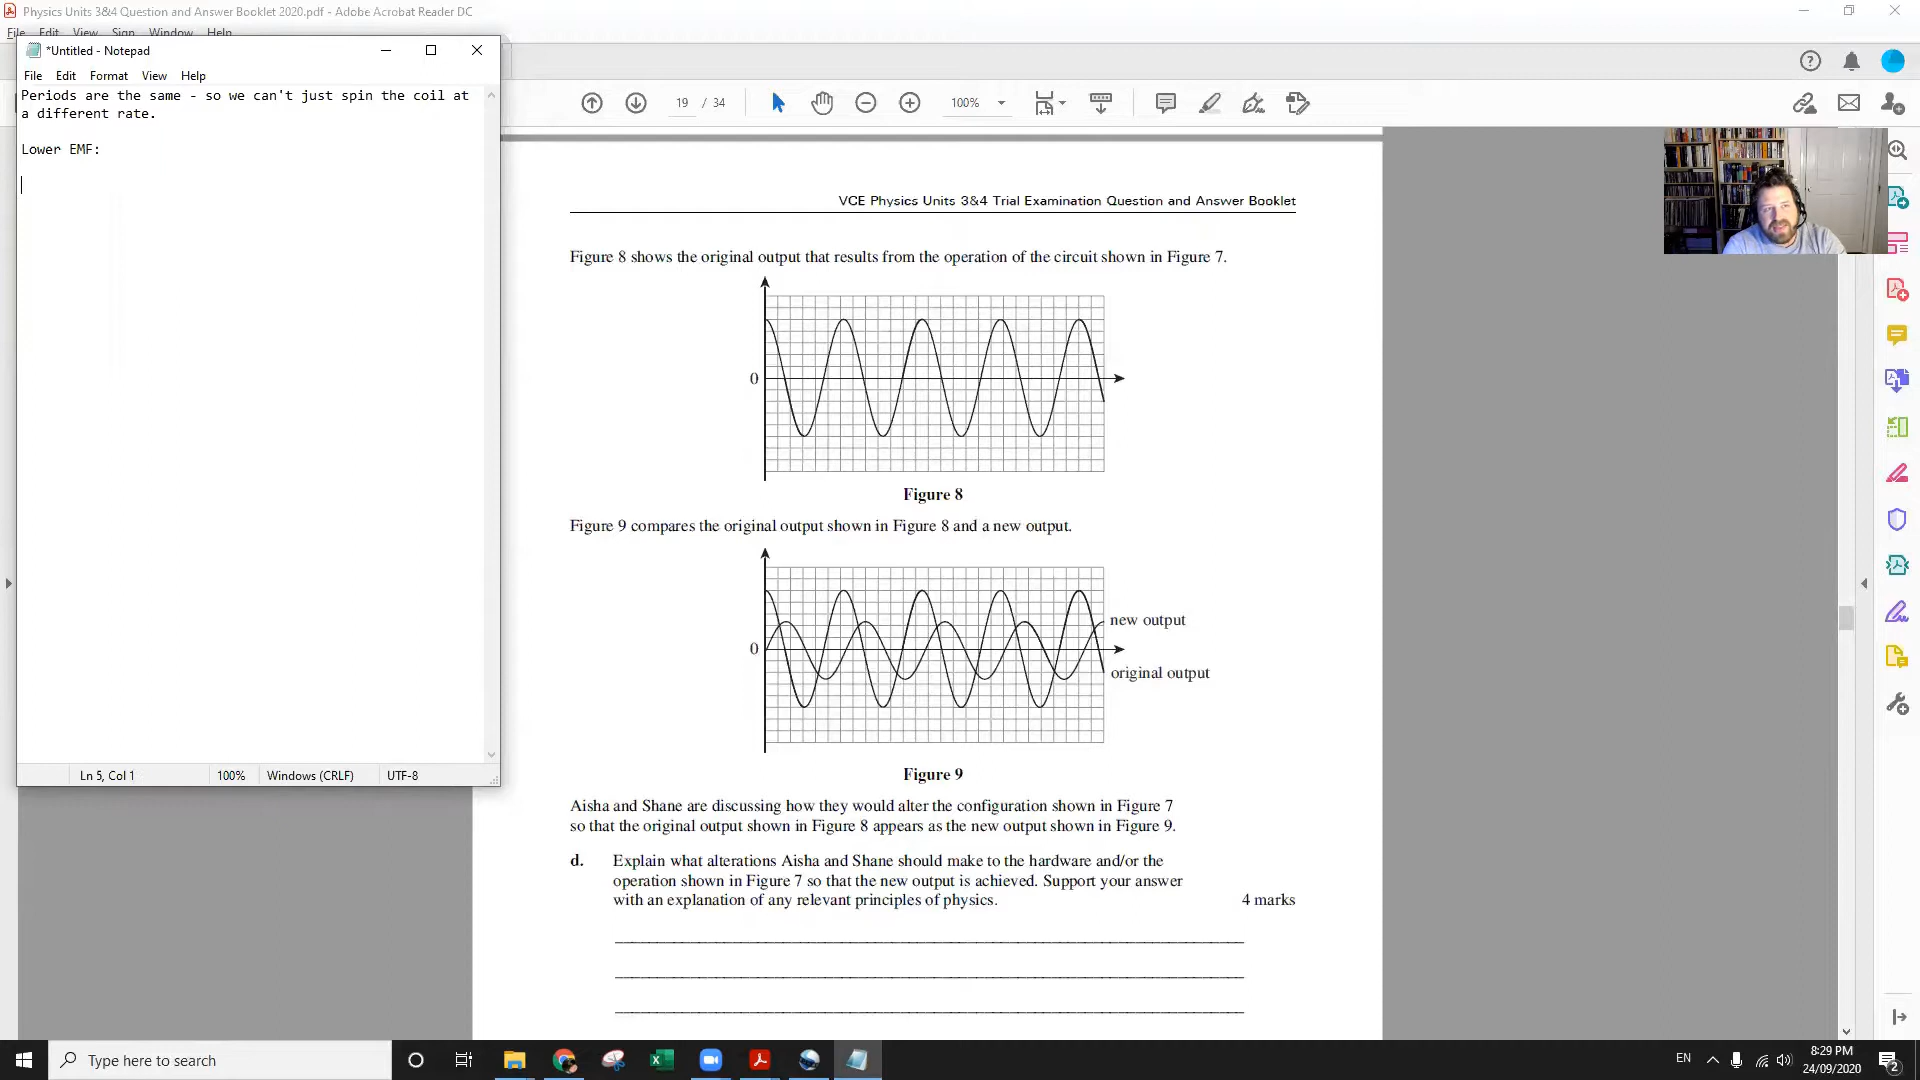 Physics Units 3&4 Question and Answer Booklet 2020.pdf - Adobe Acrobat Reader DC
File Edit View Sign Window Help
*Untitled - Notepad
File Edit Format View Help
Periods are the same - so we can't just spin the coil at
a different rate.
Lower EMF:
Ln 5, Col 1 100% Windows (CRLF) UTF-8
19 / 34 100%
VCE Physics Units 3&4 Trial Examination Question and Answer Booklet
Figure 8 shows the original output that results from the operation of the circuit shown in Figure 7.
0
Figure 8
Figure 9 compares the original output shown in Figure 8 and a new output.
new output
0
original output
Figure 9
Aisha and Shane are discussing how they would alter the configuration shown in Figure 7
so that the original output shown in Figure 8 appears as the new output shown in Figure 9.
d. Explain what alterations Aisha and Shane should make to the hardware and/or the
operation shown in Figure 7 so that the new output is achieved. Support your answer
with an explanation of any relevant principles of physics. 4 marks
Type here to search
EN
8:29 PM
24/09/2020
2